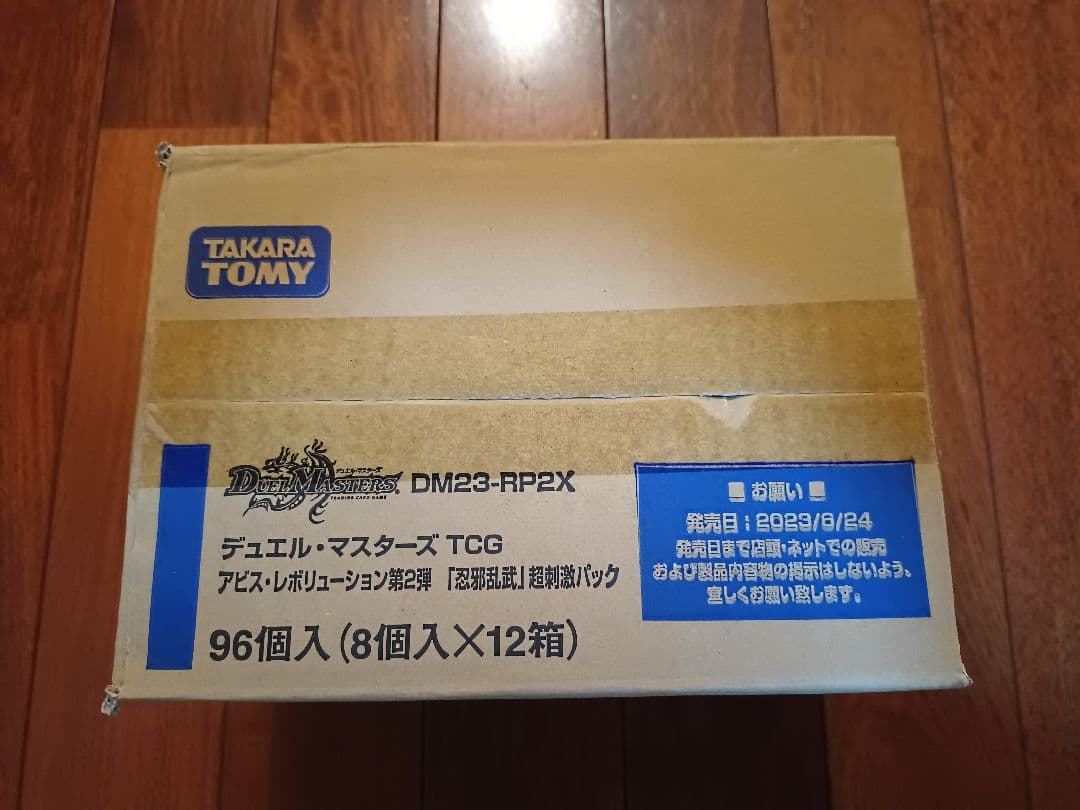 TAKARA
TOMY
デュエル・マスターズ
DUEL MASTERS
TRADING CARD GAME
DM23-RP2X
デュエル・マスターズ TCG
アビス・レボリューション第2弾 「忍邪乱武」超刺激パック
96個入(8個入×12箱)
■ お願い ■
発売日:2023/6/24
発売日まで店頭・ネットでの販売
および製品内容物の掲示はしないよう、
宜しくお願い致します。